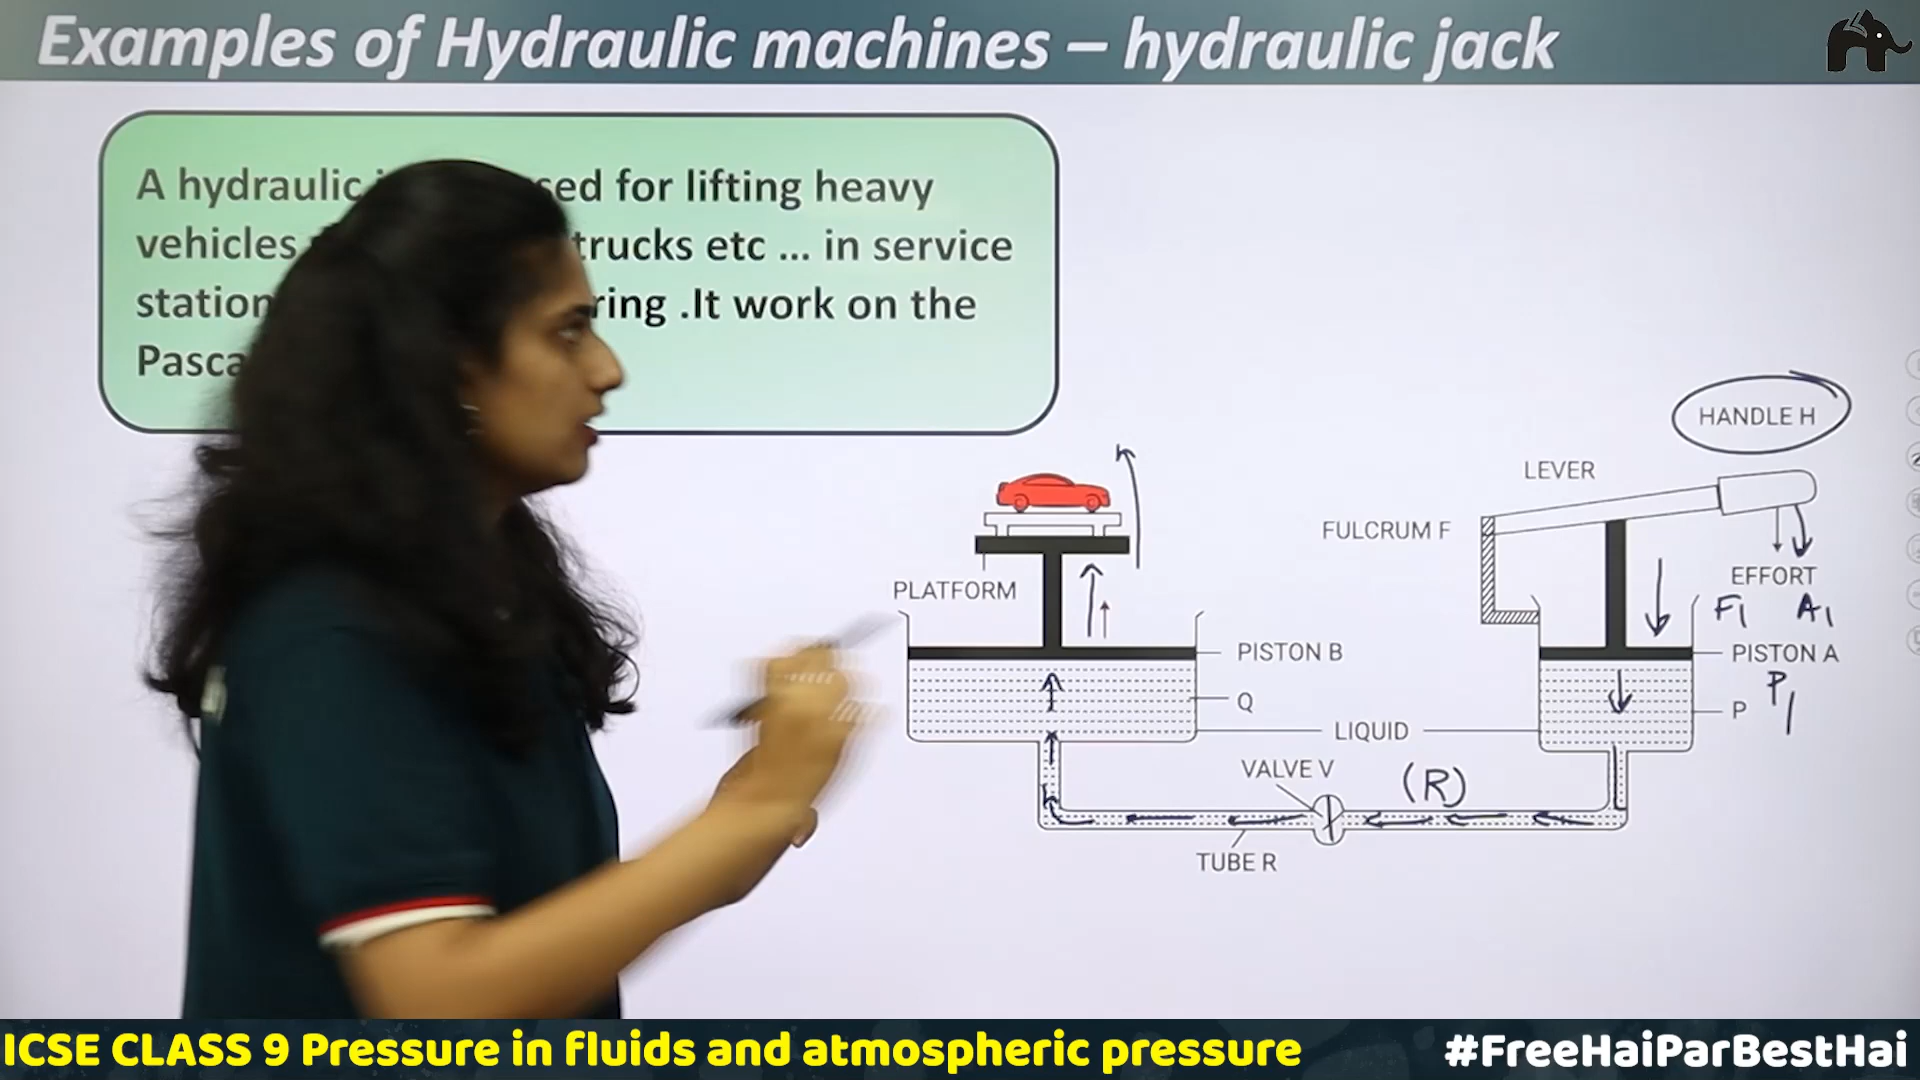 Examples of Hydraulic machines – hydraulic jack
A hydraulic sed for lifting heavy
vehicles trucks etc ... in service
station ring .It work on the
Pasca
HANDLE H
LEVER
FULCRUM F
EFFORT
F1 A1
PLATFORM
PISTON B
PISTON A
Q
P P1
LIQUID
VALVE V
(R)
TUBE R
ICSE CLASS 9 Pressure in fluids and atmospheric pressure
#FreeHaiParBestHai